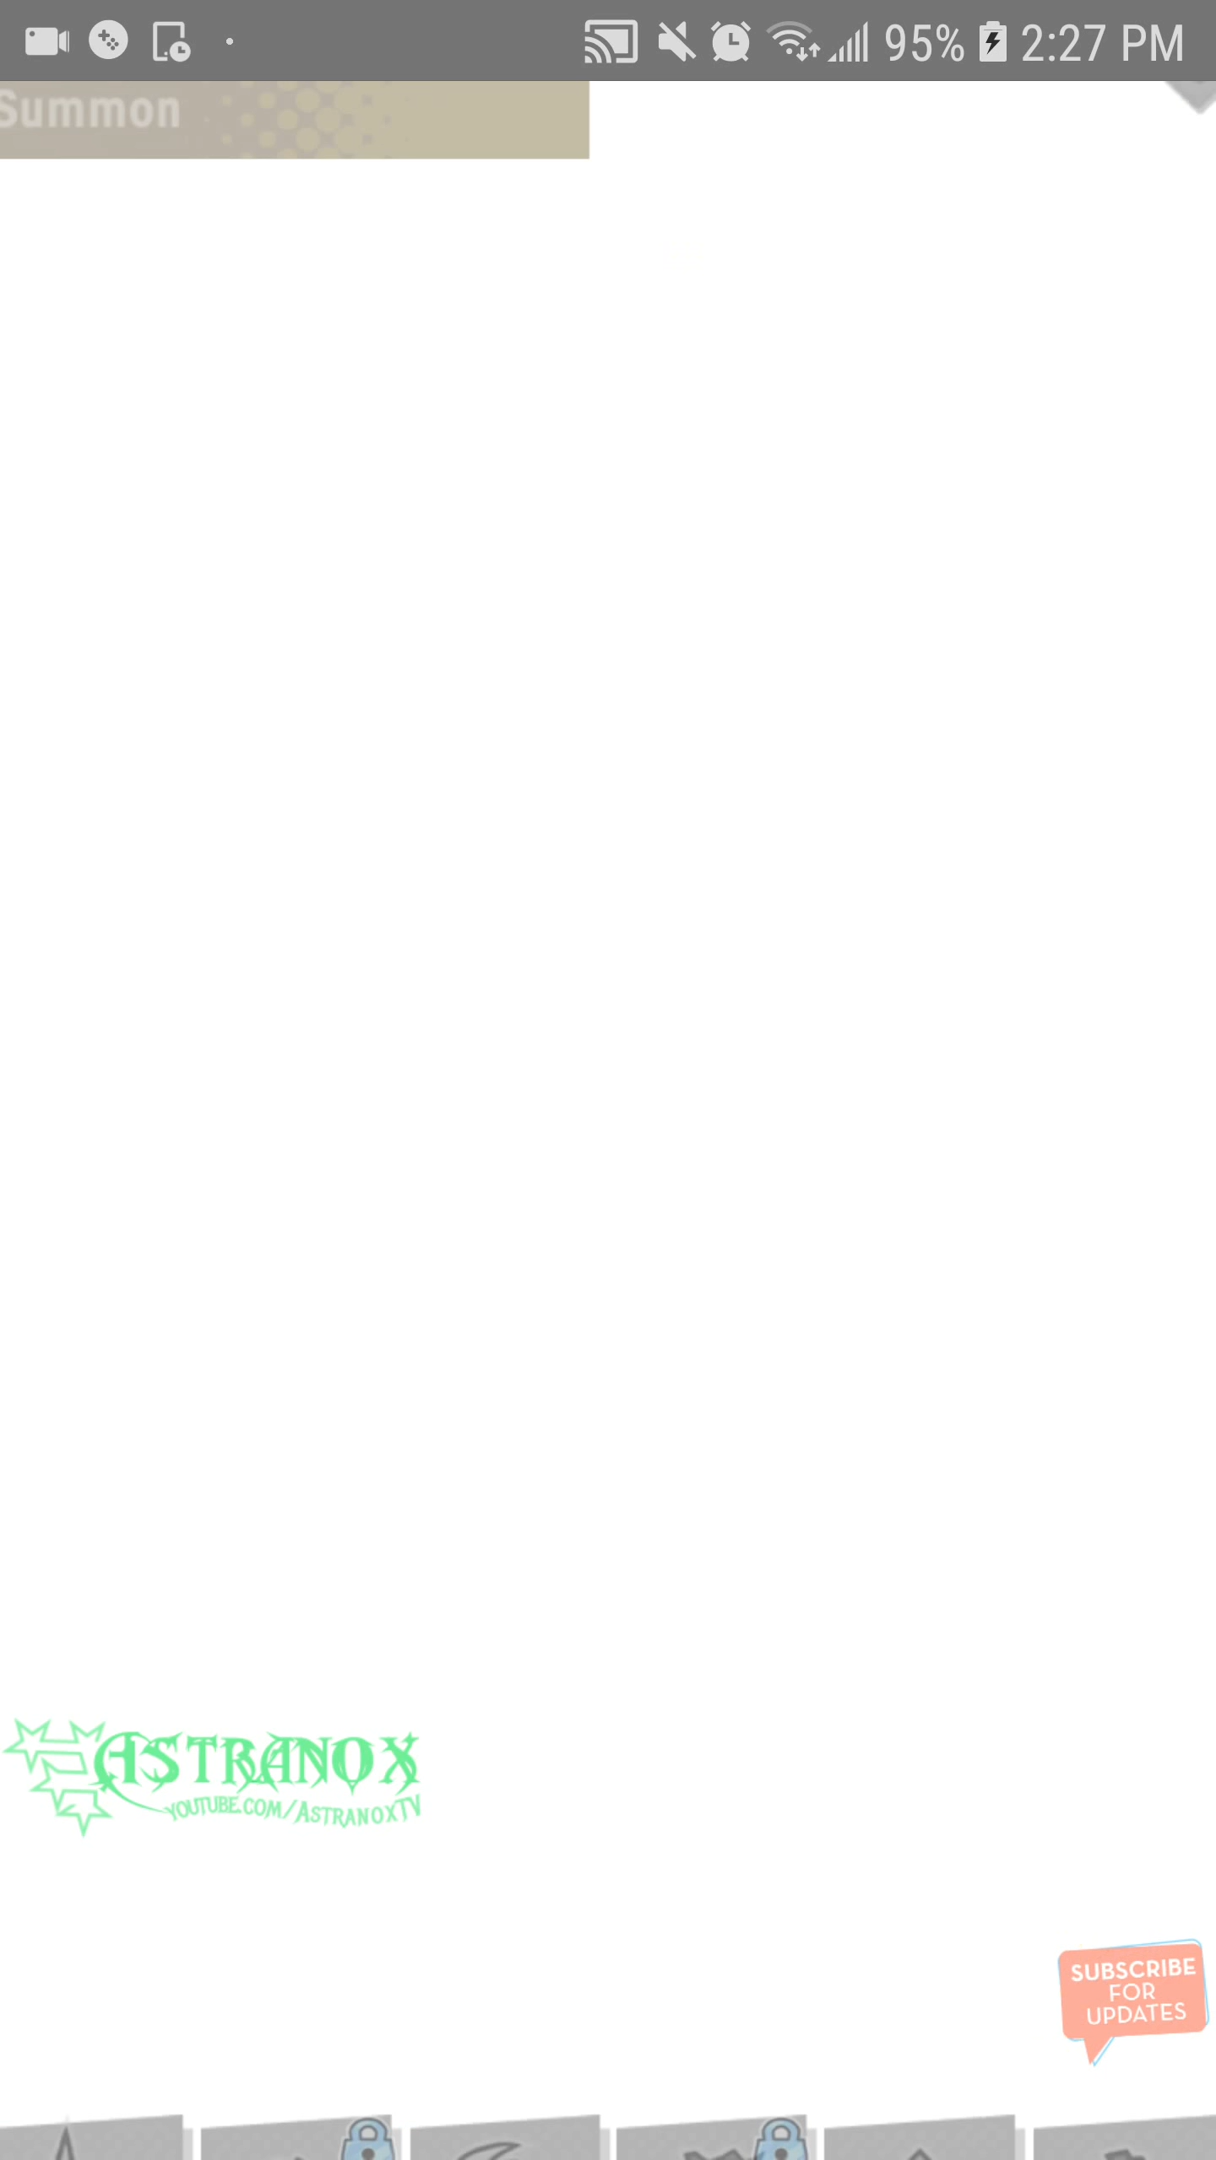 95% 2:27 PM
Summon
ASTRANOX
YOUTUBE.COM/ASTRANOXTV
SUBSCRIBE
FOR
UPDATES